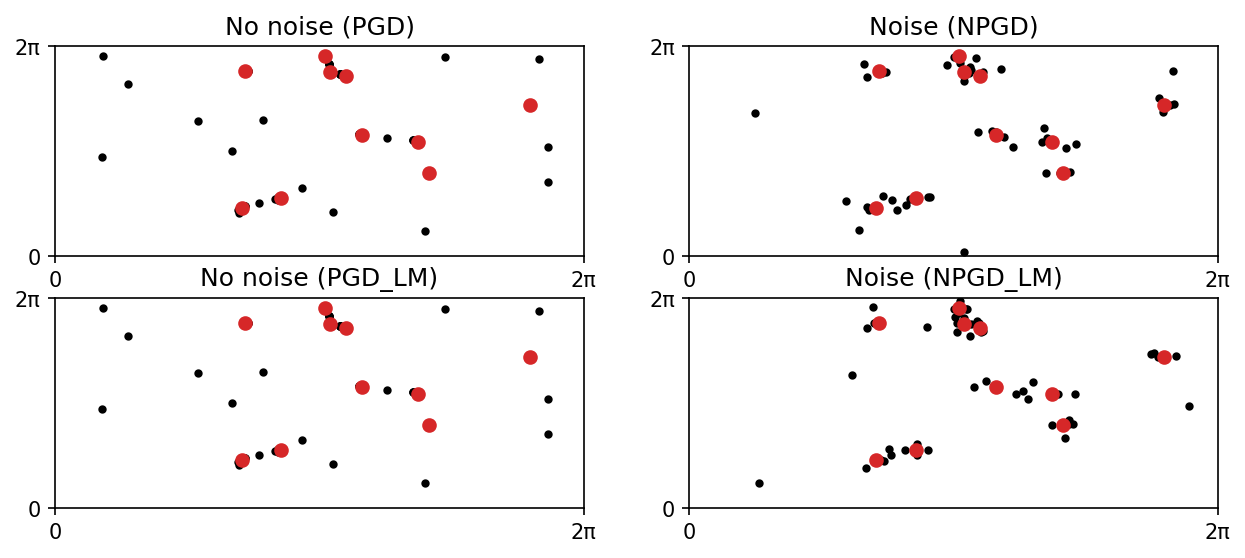 No noise (PGD)
Noise (NPGD)
2π
2π
0
0
0
2π
0
2π
No noise (PGD_LM)
Noise (NPGD_LM)
2π
2π
0
0
0
2π
0
2π